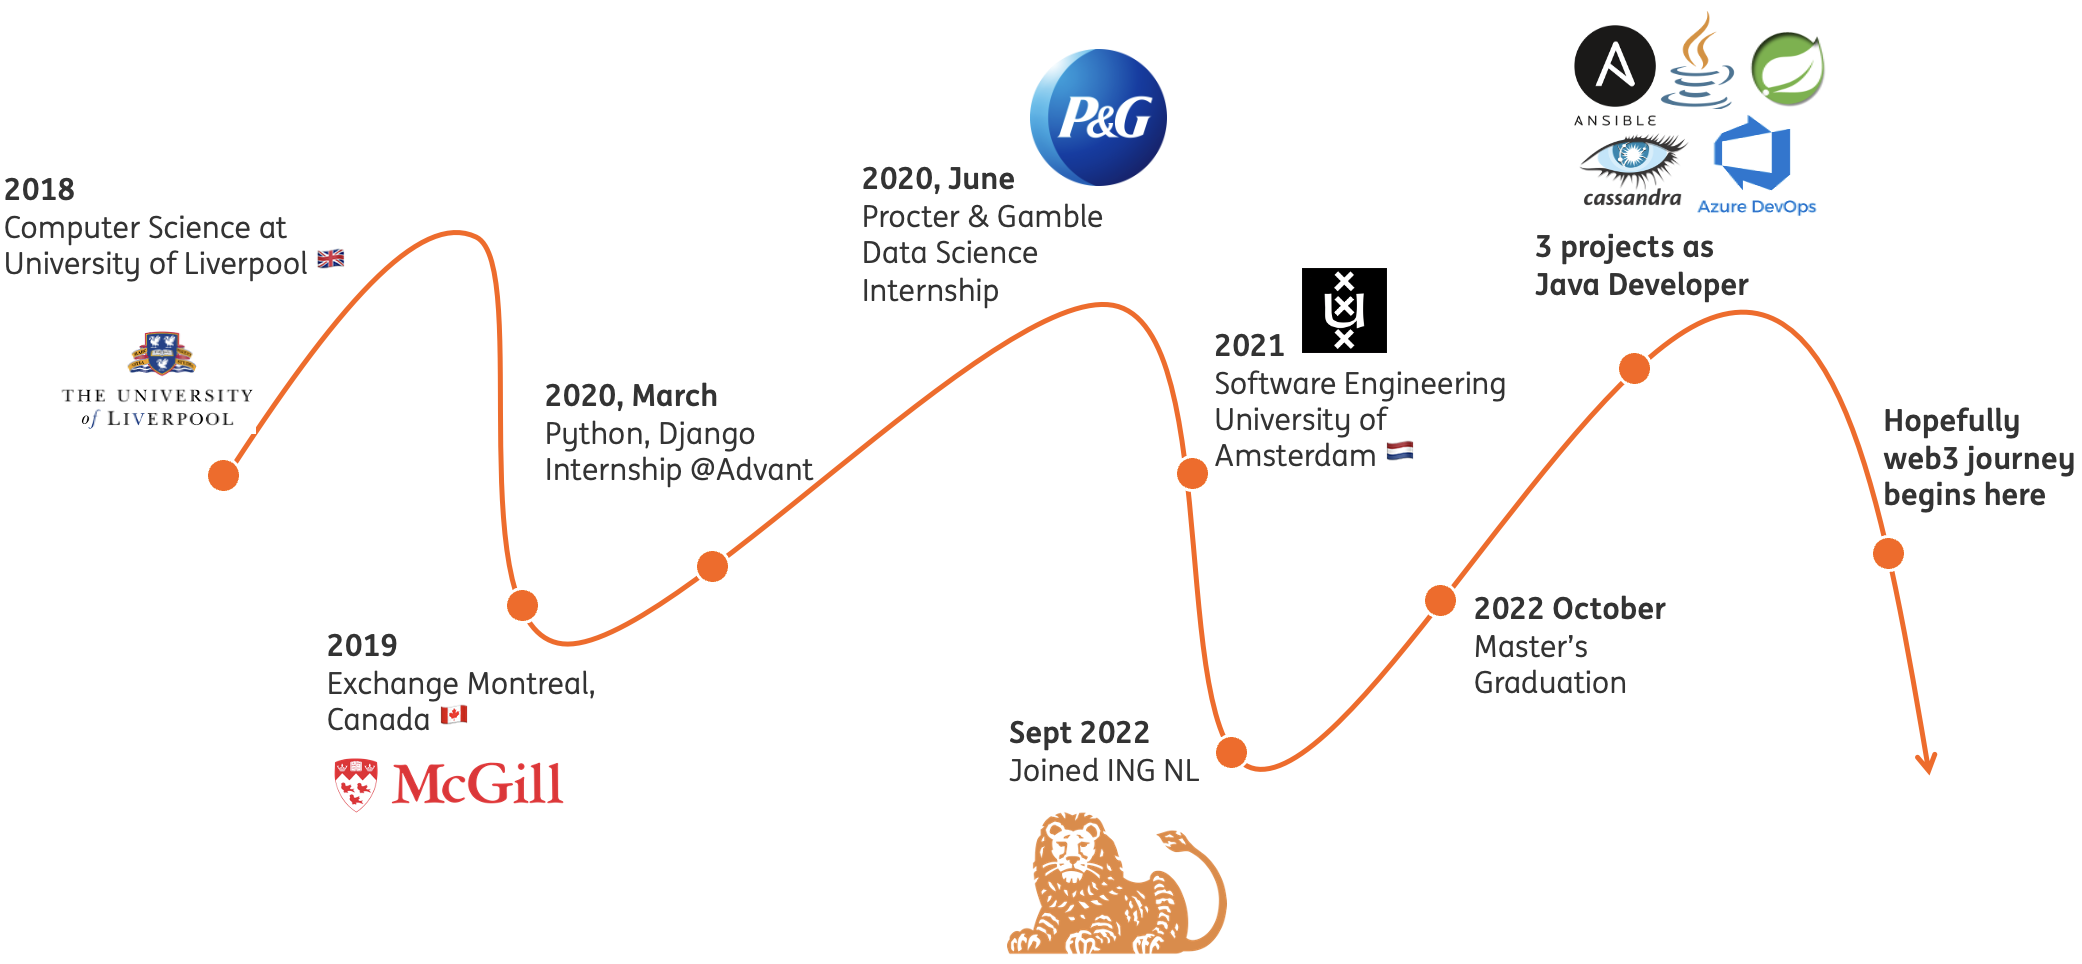 2018
Computer Science at
University of Liverpool
THE UNIVERSITY
of LIVERPOOL
2019
Exchange Montreal,
Canada
McGill
2020, March
Python, Django
Internship @Advant
P&G
2020, June
Procter & Gamble
Data Science
Internship
2021
Software Engineering
University of
Amsterdam
Sept 2022
Joined ING NL
2022 October
Master’s
Graduation
ANSIBLE
cassandra
Azure DevOps
3 projects as
Java Developer
Hopefully
web3 journey
begins here